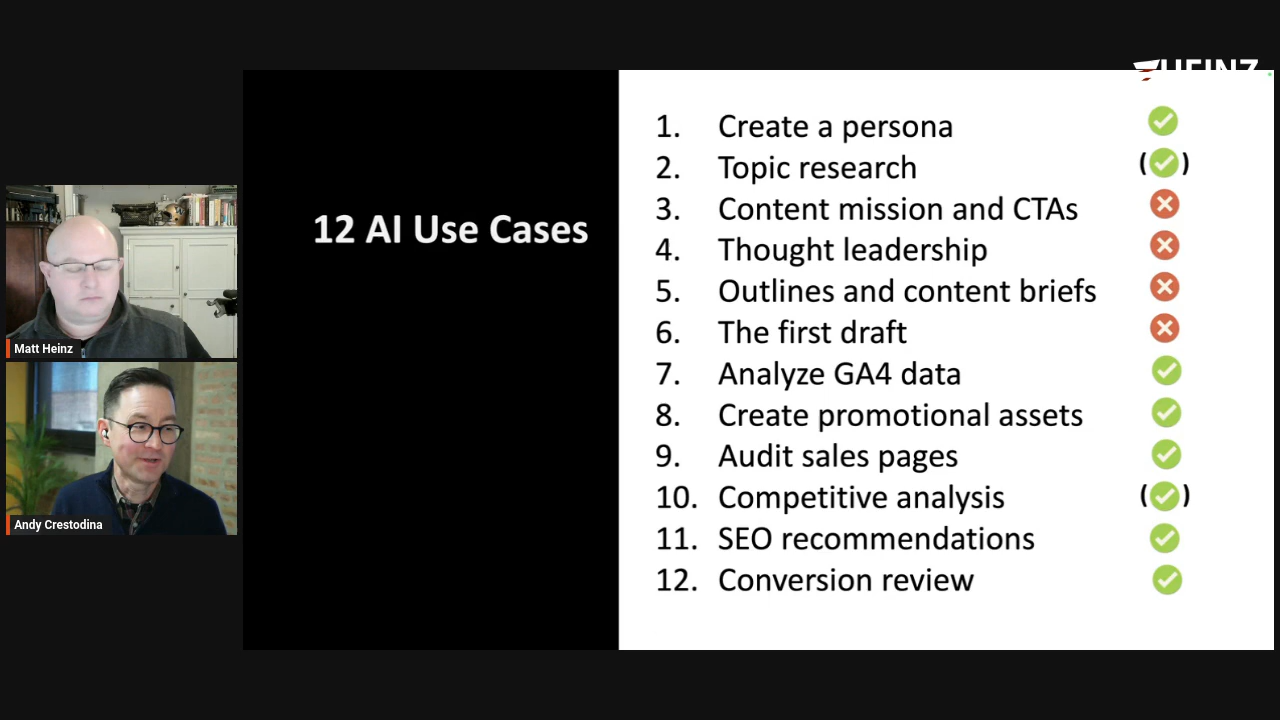 HEINZ
12 AI Use Cases
1. Create a persona
2. Topic research ( )
3. Content mission and CTAs
4. Thought leadership
5. Outlines and content briefs
6. The first draft
7. Analyze GA4 data
8. Create promotional assets
9. Audit sales pages
10. Competitive analysis ( )
11. SEO recommendations
12. Conversion review
Matt Heinz
Andy Crestodina